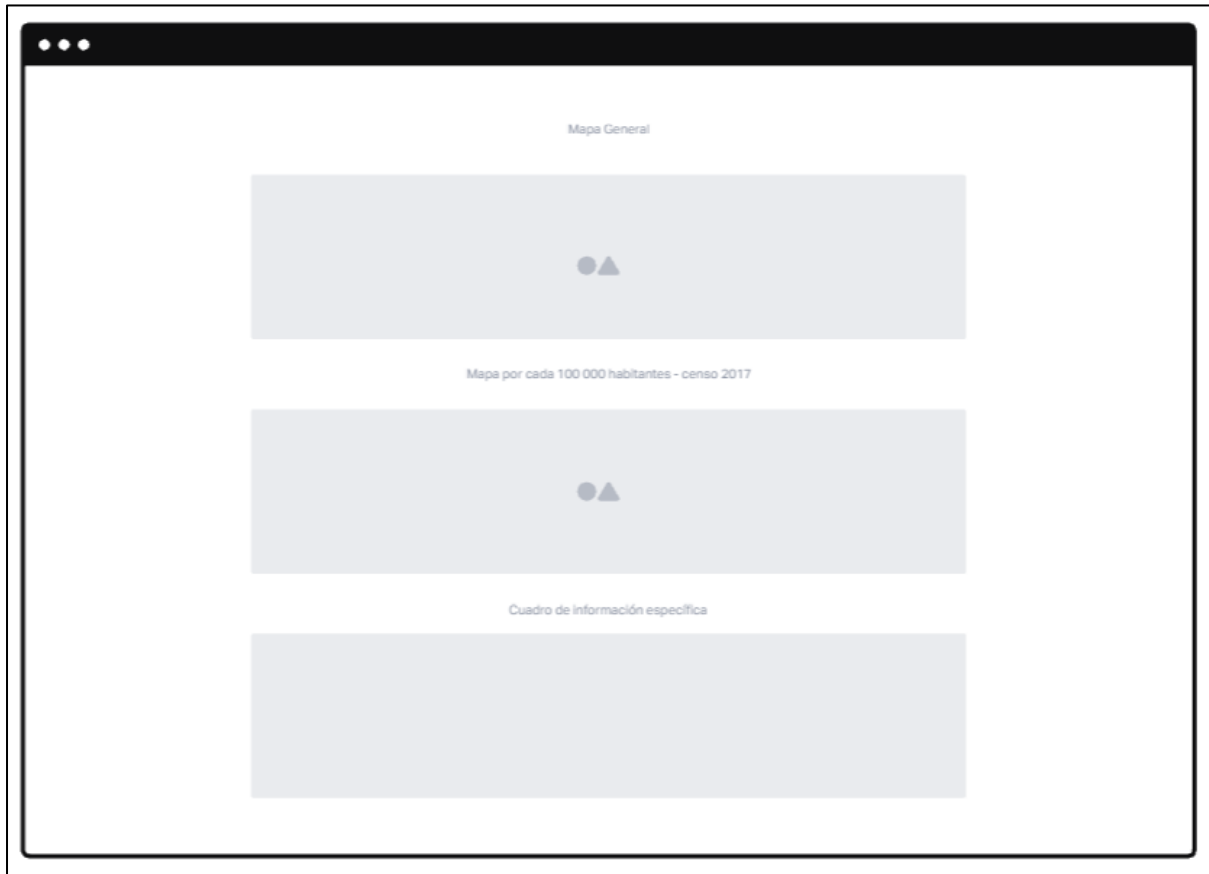 Mapa General
Mapa por cada 100 000 habitantes - censo 2017
Cuadro de información específica